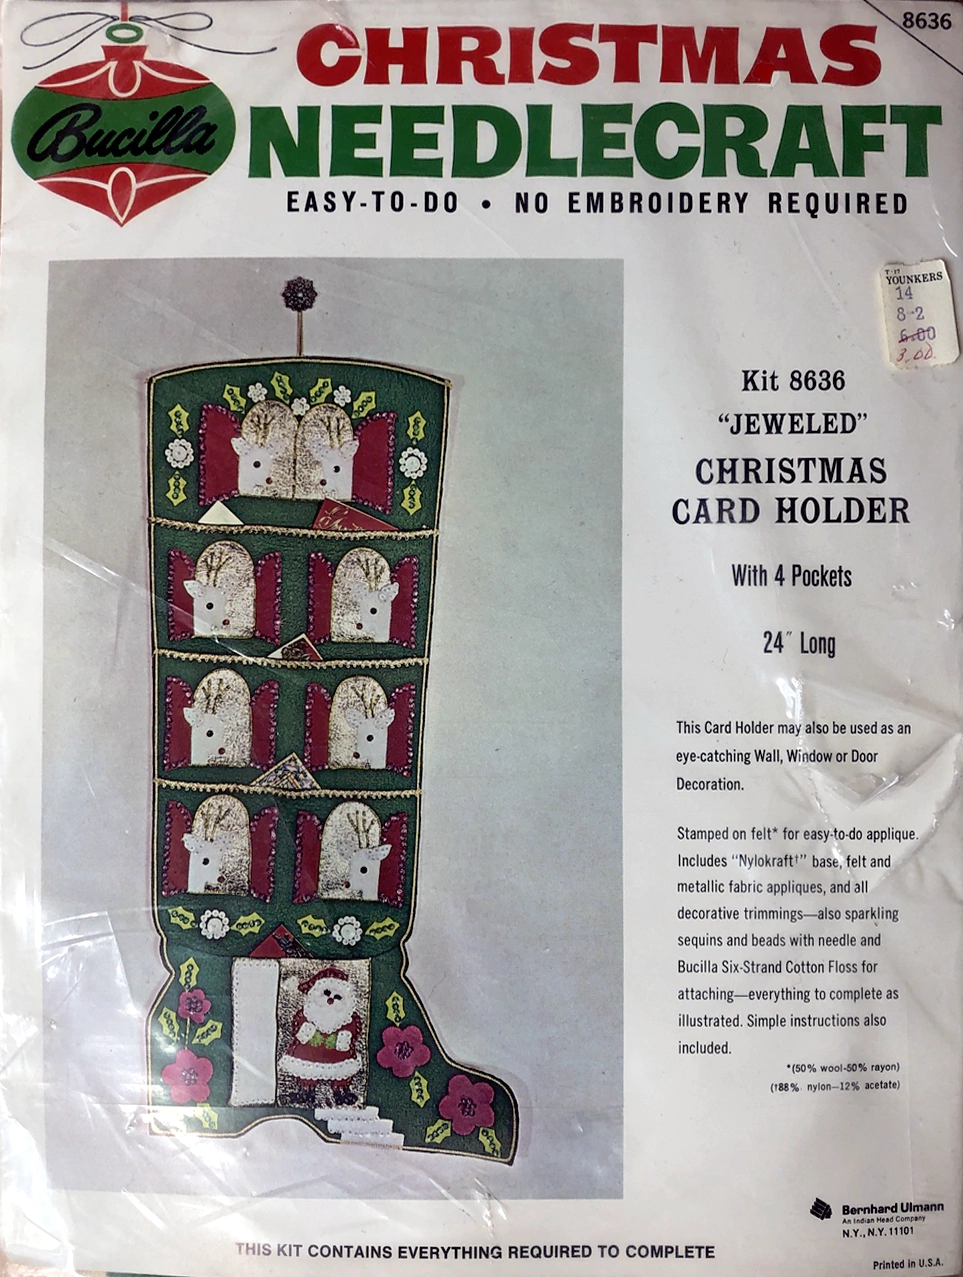 8636
Bucilla
CHRISTMAS
NEEDLECRAFT
EASY-TO-DO • NO EMBROIDERY REQUIRED
T-17
YOUNKERS
14
8-2
6.00
3.00
Kit 8636
“JEWELED”
CHRISTMAS
CARD HOLDER
With 4 Pockets
24″ Long
This Card Holder may also be used as an
eye-catching Wall, Window or Door
Decoration.
Stamped on felt* for easy-to-do applique.
Includes “Nylokraft†” base, felt and
metallic fabric appliques, and all
decorative trimmings—also sparkling
sequins and beads with needle and
Bucilla Six-Strand Cotton Floss for
attaching—everything to complete as
illustrated. Simple instructions also
included.
*(50% wool-50% rayon)
(†88% nylon—12% acetate)
Bernhard Ulmann
An Indian Head Company
N.Y., N.Y. 11101
THIS KIT CONTAINS EVERYTHING REQUIRED TO COMPLETE
Printed in U.S.A.